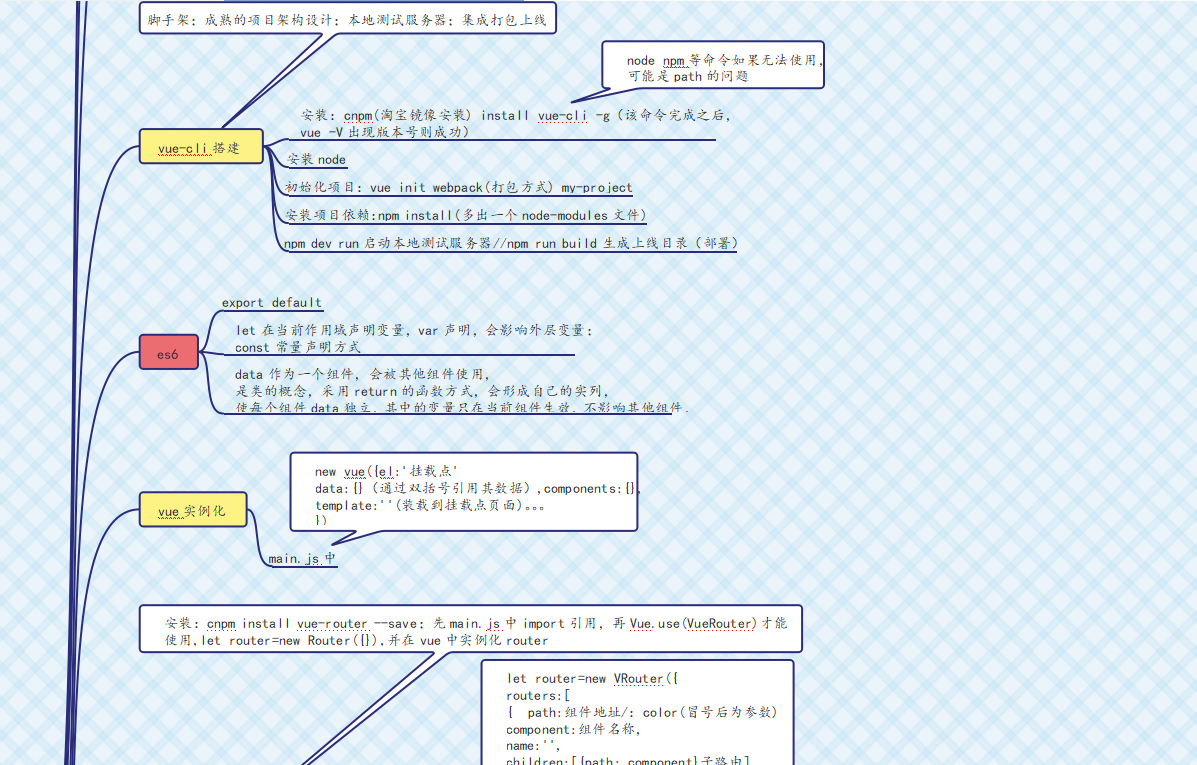 脚手架：成熟的项目架构设计；本地测试服务器；集成打包上线
node npm 等命令如果无法使用，
可能是 path 的问题
安装：cnpm(淘宝镜像安装) install vue-cli -g（该命令完成之后，
vue -V 出现版本号则成功）
vue-cli 搭建
安装 node
初始化项目：vue init webpack(打包方式) my-project
安装项目依赖:npm install(多出一个 node-modules 文件)
npm dev run 启动本地测试服务器//npm run build 生成上线目录（部署）
export default
let 在当前作用域声明变量，var 声明，会影响外层变量；
const 常量声明方式
es6
data 作为一个组件，会被其他组件使用，
是类的概念，采用 return 的函数方式，会形成自己的实列，
使每个组件 data 独立，其中的变量只在当前组件生效，不影响其他组件．
new vue({el:'挂载点'
data:{}（通过双括号引用其数据）,components:{},
template:''(装载到挂载点页面)。。。
})
vue 实例化
main.js 中
安装：cnpm install vue-router --save；先 main.js 中 import 引用，再 Vue.use(VueRouter)才能
使用,let router=new Router({}),并在 vue 中实例化 router
let router=new VRouter({
routers:[
{  path:组件地址/：color(冒号后为参数)
component:组件名称，
name:'',
children:[{path: component}子路由]